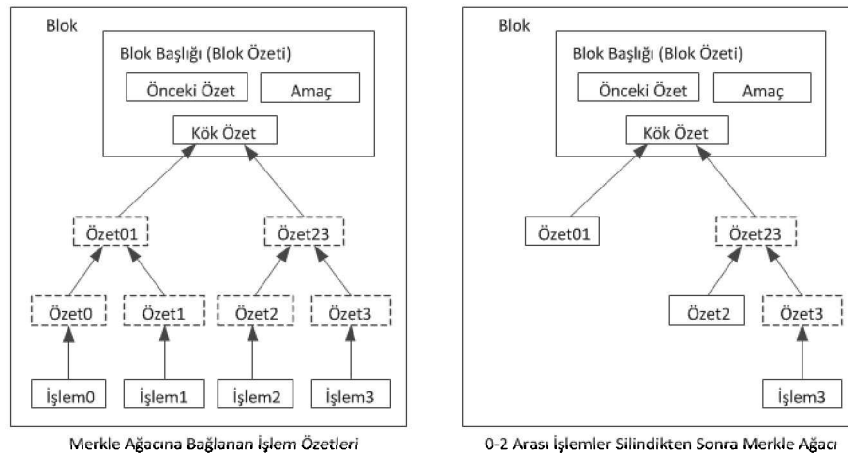 Blok
Blok Başlığı (Blok Özeti)
Önceki Özet
Amaç
Kök Özet
Özet01
Özet23
Özet0
Özet1
Özet2
Özet3
İşlem0
İşlem1
İşlem2
İşlem3
Merkle Ağacına Bağlanan İşlem Özetleri
Blok
Blok Başlığı (Blok Özeti)
Önceki Özet
Amaç
Kök Özet
Özet01
Özet23
Özet2
Özet3
İşlem3
0-2 Arası İşlemler Silindikten Sonra Merkle Ağacı